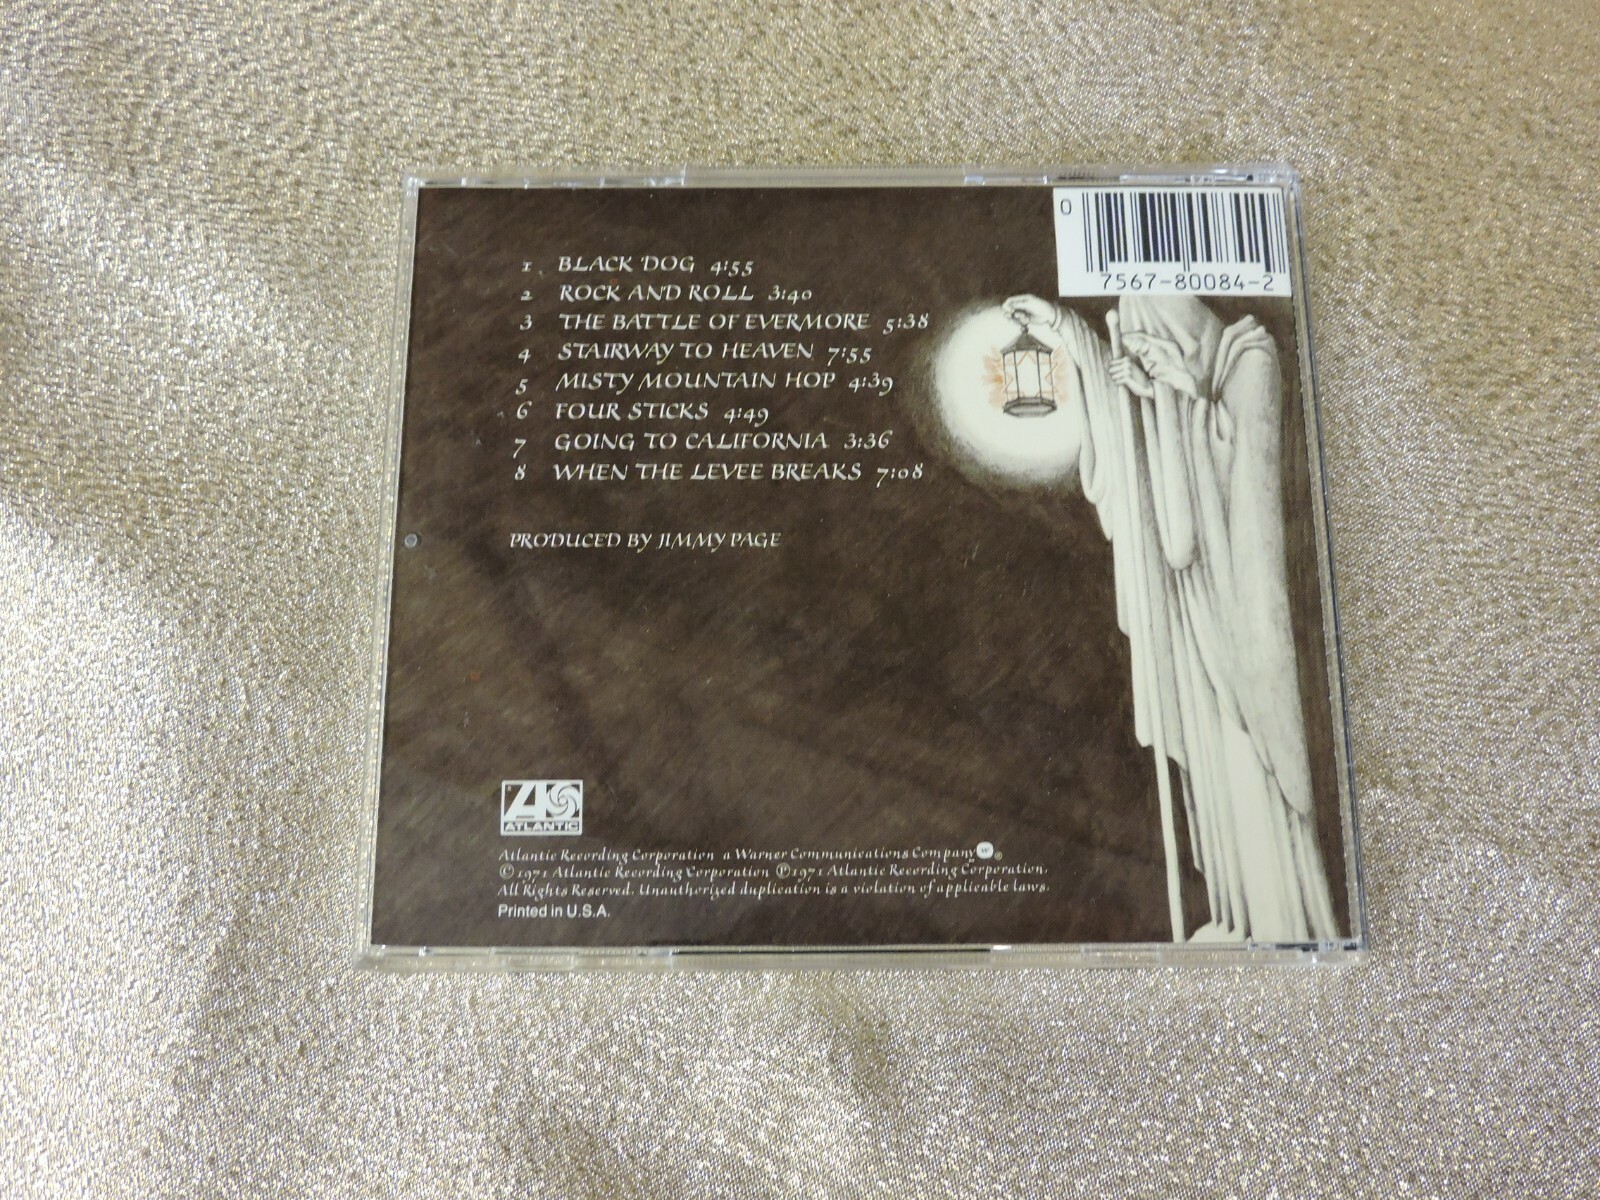 0
7567-80084-2
1 BLACK DOG 4:55
2 ROCK AND ROLL 3:40
3 THE BATTLE OF EVERMORE 5:38
4 STAIRWAY TO HEAVEN 7:55
5 MISTY MOUNTAIN HOP 4:39
6 FOUR STICKS 4:49
7 GOING TO CALIFORNIA 3:36
8 WHEN THE LEVEE BREAKS 7:08
PRODUCED BY JIMMY PAGE
ATLANTIC
Atlantic Recording Corporation a Warner Communications Company W ®
© 1971 Atlantic Recording Corporation ℗ 1971 Atlantic Recording Corporation.
All Rights Reserved. Unauthorized duplication is a violation of applicable laws.
Printed in U.S.A.